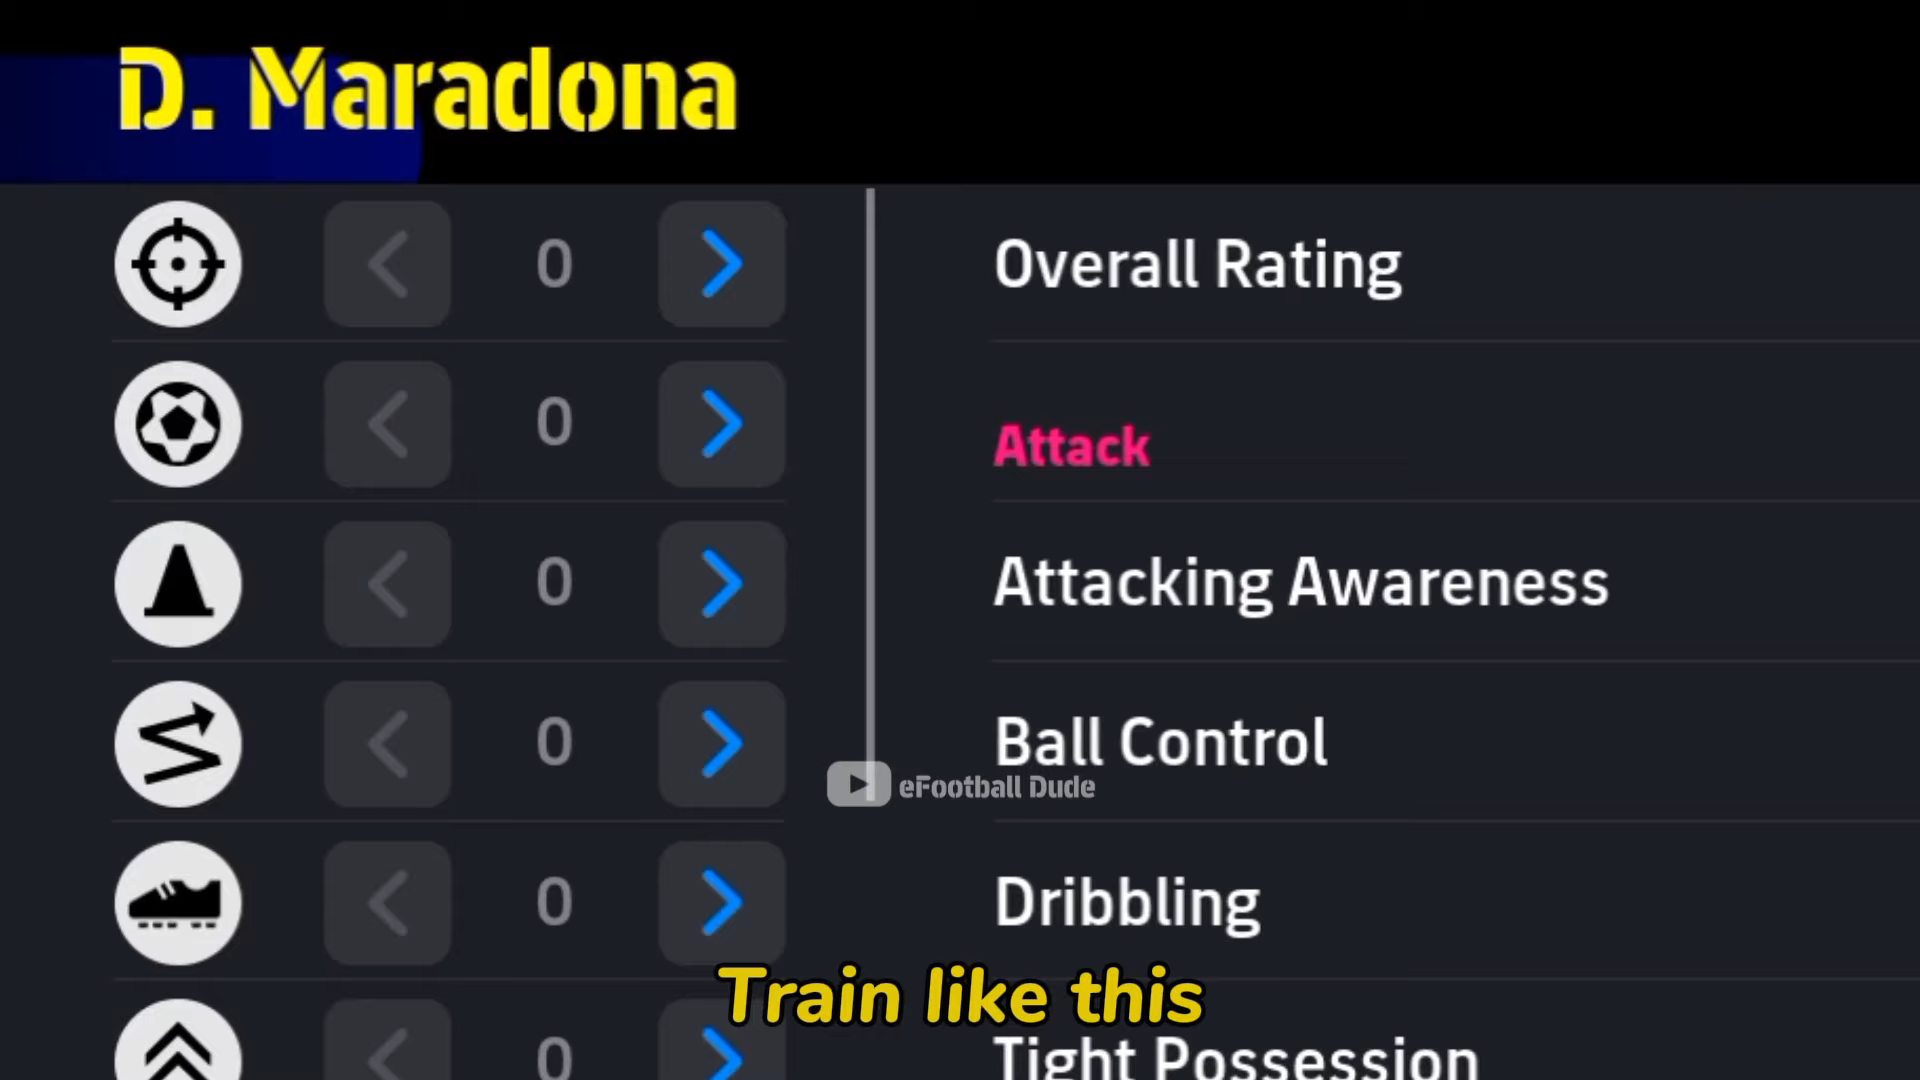 D. Maradona
0
Overall Rating
0
Attack
0
Attacking Awareness
0
Ball Control
eFootball Dude
0
Dribbling
Train like this
0
Tight Possession